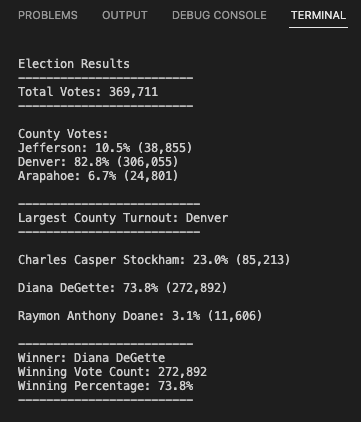 PROBLEMS OUTPUT DEBUG CONSOLE TERMINAL
Election Results
-------------------------
Total Votes: 369,711
-------------------------
County Votes:
Jefferson: 10.5% (38,855)
Denver: 82.8% (306,055)
Arapahoe: 6.7% (24,801)
--------------------------
Largest County Turnout: Denver
--------------------------
Charles Casper Stockham: 23.0% (85,213)
Diana DeGette: 73.8% (272,892)
Raymon Anthony Doane: 3.1% (11,606)
-------------------------
Winner: Diana DeGette
Winning Vote Count: 272,892
Winning Percentage: 73.8%
-------------------------